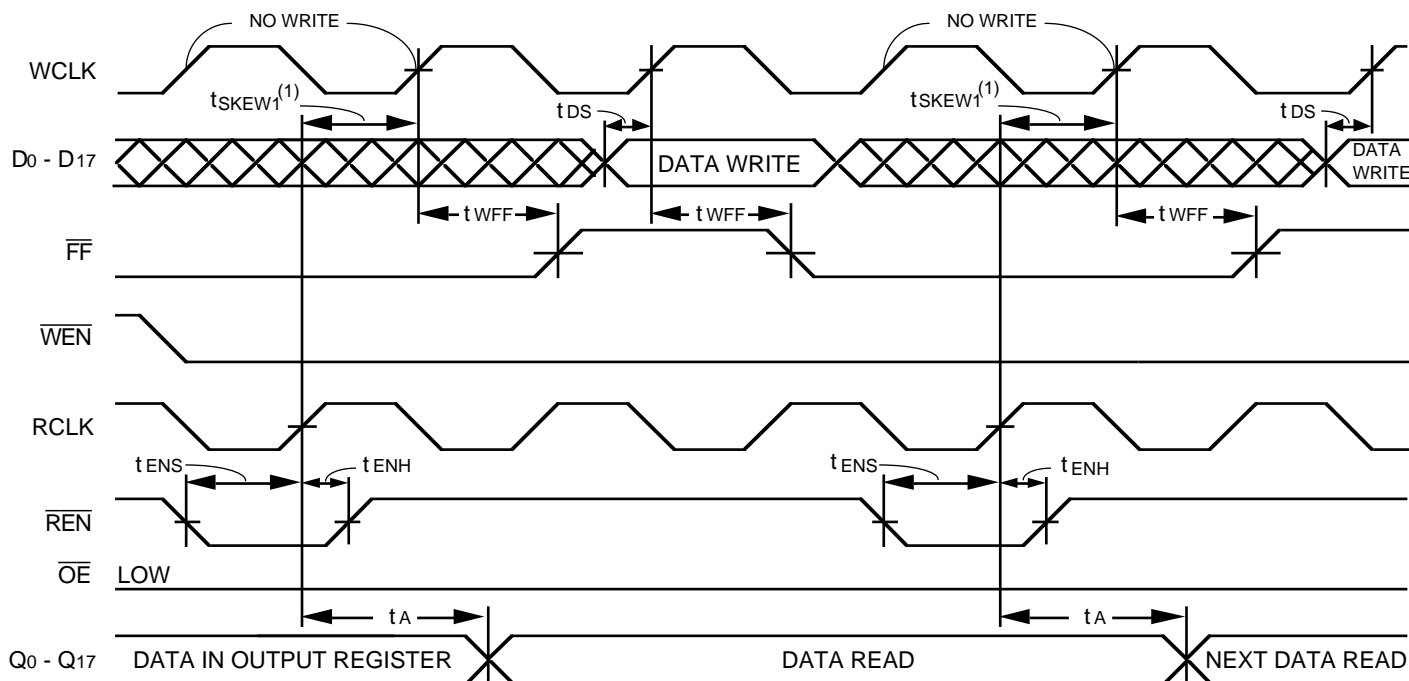 NO WRITE
NO WRITE
WCLK
tSKEW1(1)
tDS
tSKEW1(1)
tDS
D0 - D17
DATA WRITE
DATA
WRITE
tWFF
tWFF
tWFF
FF
WEN
RCLK
tENS
tENH
tENS
tENH
REN
OE
LOW
tA
tA
Q0 - Q17
DATA IN OUTPUT REGISTER
DATA READ
NEXT DATA READ